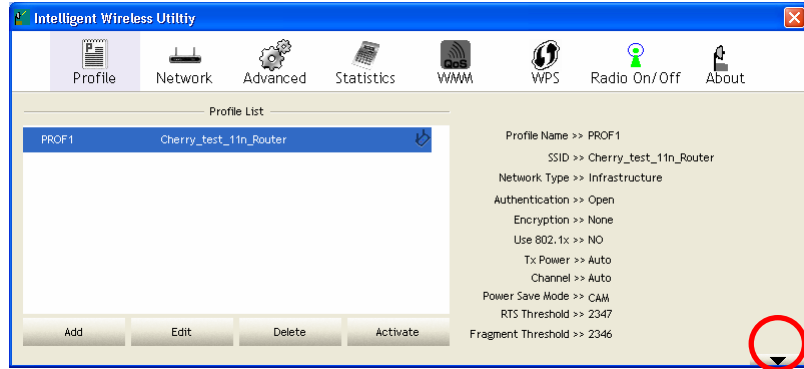 Intelligent Wireless Utiltiy
Profile Network Advanced Statistics QoS WMM WPS Radio On/Off About
Profile List
PROF1 Cherry_test_11n_Router
Add Edit Delete Activate
Profile Name >> PROF1
SSID >> Cherry_test_11n_Router
Network Type >> Infrastructure
Authentication >> Open
Encryption >> None
Use 802.1x >> NO
Tx Power >> Auto
Channel >> Auto
Power Save Mode >> CAM
RTS Threshold >> 2347
Fragment Threshold >> 2346